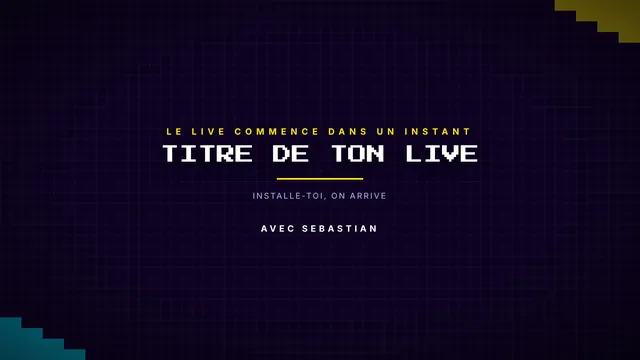 LE LIVE COMMENCE DANS UN INSTANT
TITRE DE TON LIVE
INSTALLE-TOI, ON ARRIVE
AVEC SEBASTIAN